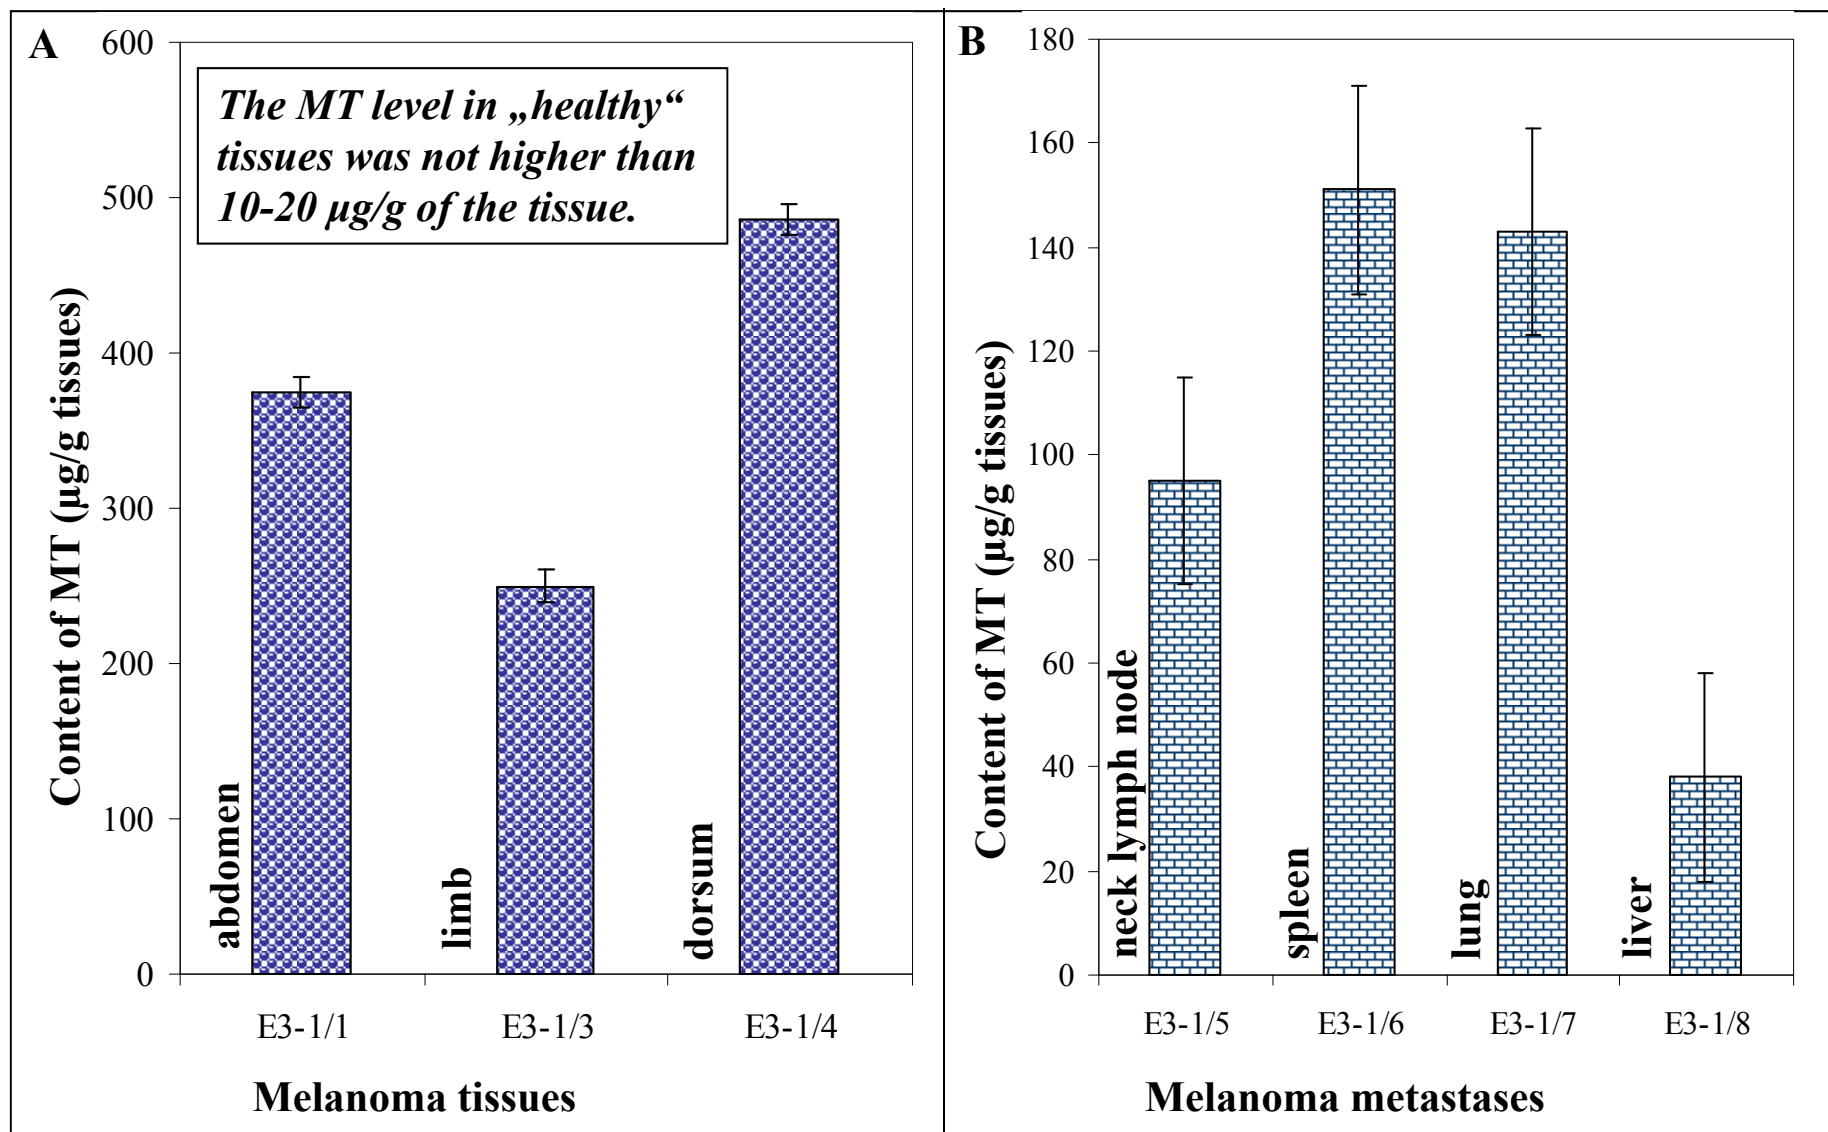 A
The MT level in „healthy“
tissues was not higher than
10-20 µg/g of the tissue.
Content of MT (µg/g tissues)
600
500
400
300
200
100
0
abdomen
limb
dorsum
E3-1/1
E3-1/3
E3-1/4
Melanoma tissues
B
Content of MT (µg/g tissues)
180
160
140
120
100
80
60
40
20
0
neck lymph node
spleen
lung
liver
E3-1/5
E3-1/6
E3-1/7
E3-1/8
Melanoma metastases